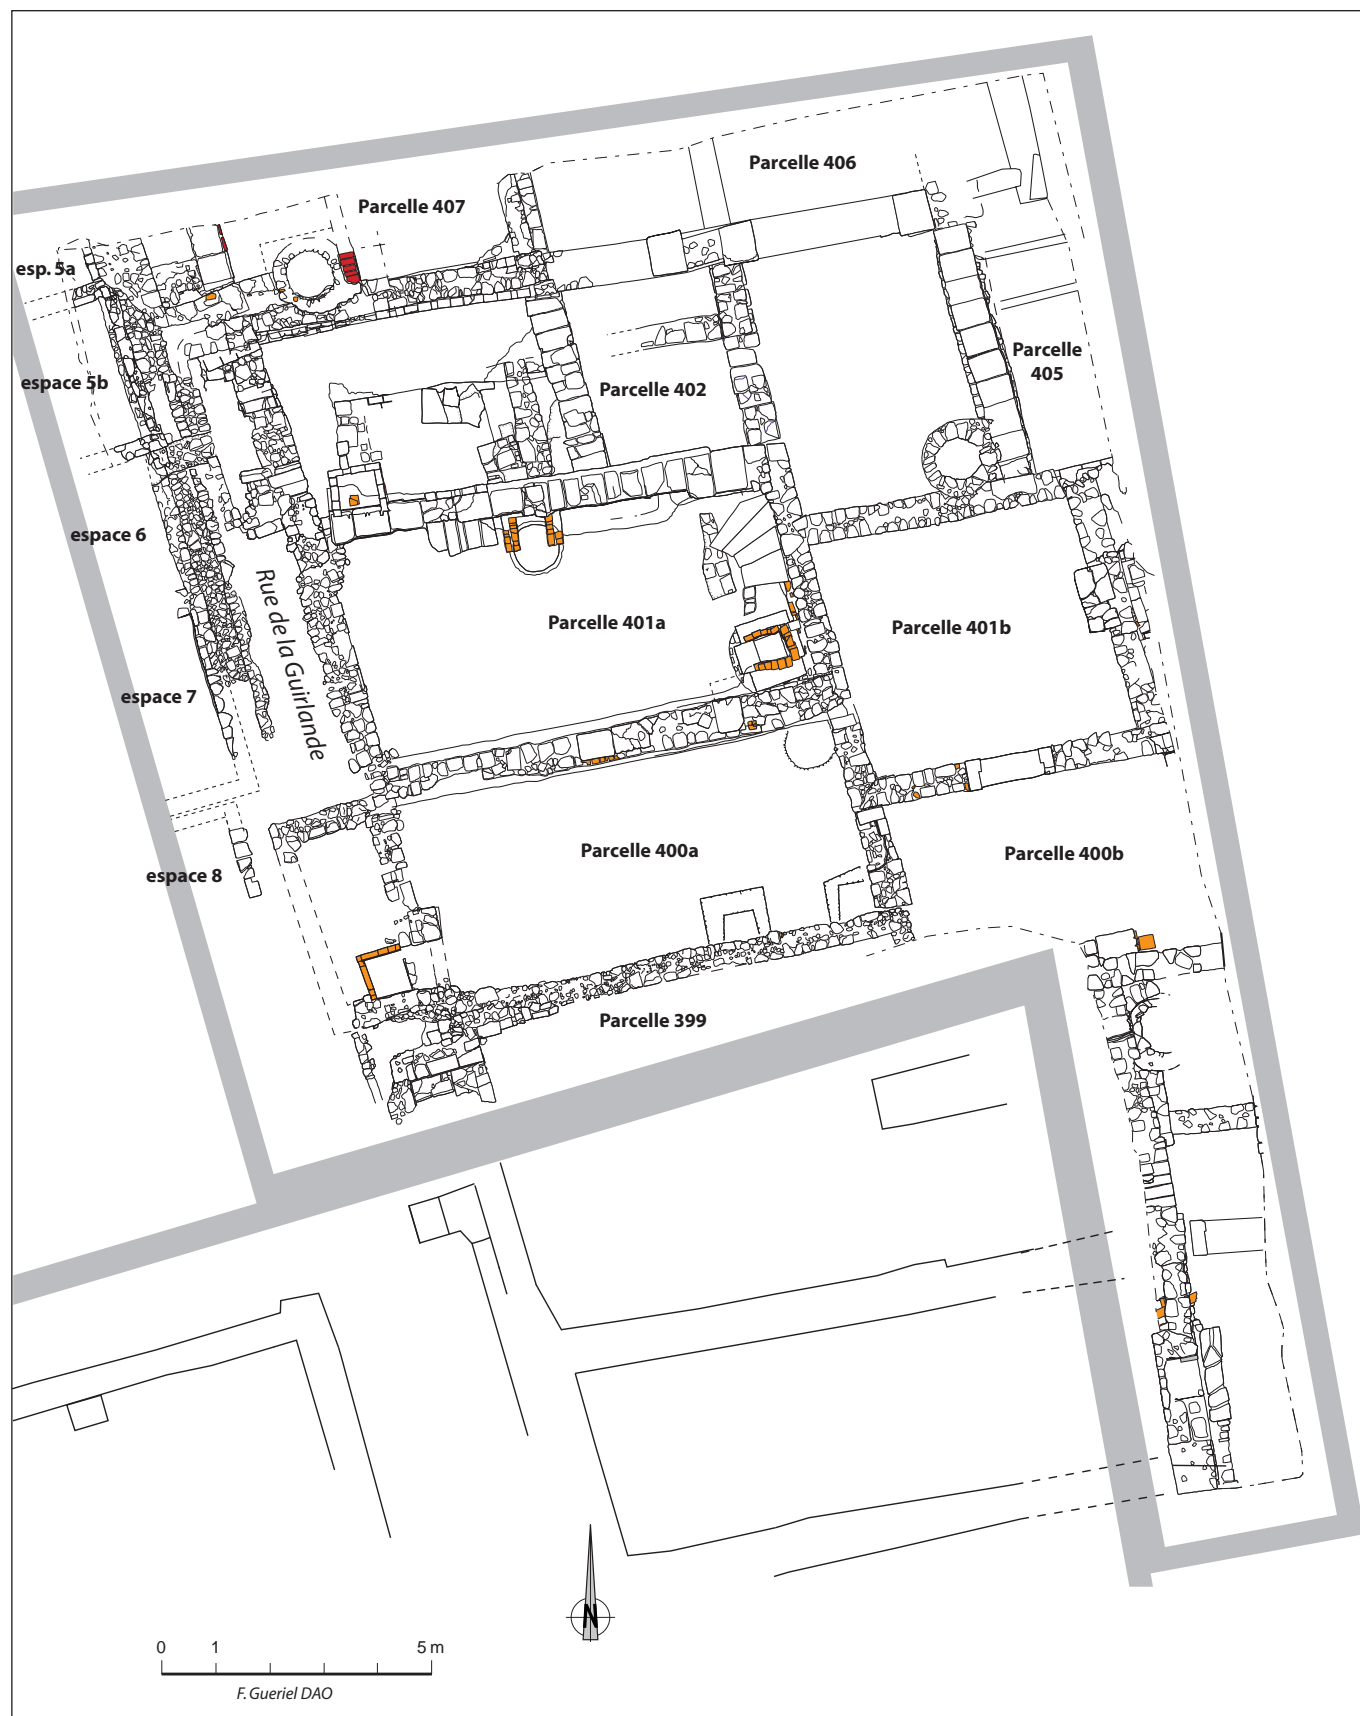 Parcelle 406
Parcelle 407
esp. 5a
Parcelle
405
espace 5b
Parcelle 402
espace 6
Rue de la Guirlande
Parcelle 401a
Parcelle 401b
espace 7
Parcelle 400a
Parcelle 400b
espace 8
Parcelle 399
N
0 1 5 m
F. Gueriel DAO